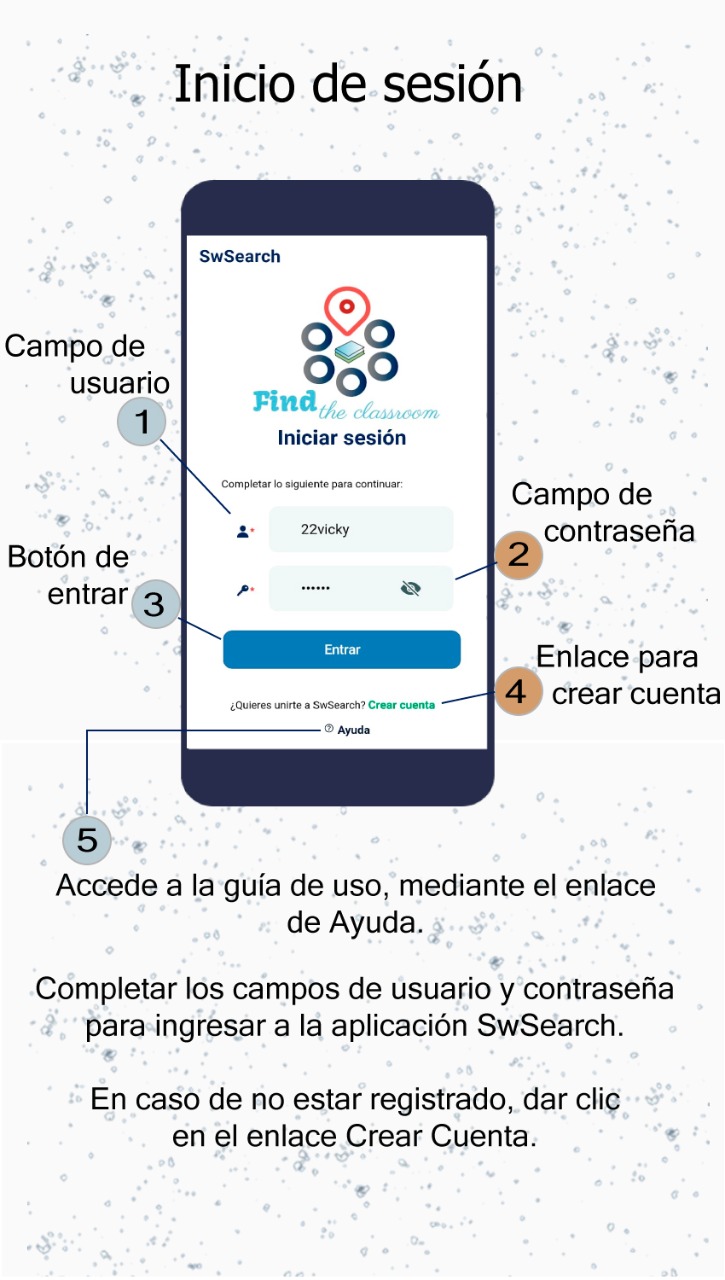 Inicio de sesión
SwSearch
Find the classroom
Iniciar sesión
Campo de
usuario
1
Completar lo siguiente para continuar:
22vicky
Campo de
contraseña
2
Botón de
entrar
3
Entrar
Enlace para
crear cuenta
4
¿Quieres unirte a SwSearch? Crear cuenta
Ayuda
5
Accede a la guía de uso, mediante el enlace
de Ayuda.
Completar los campos de usuario y contraseña
para ingresar a la aplicación SwSearch.
En caso de no estar registrado, dar clic
en el enlace Crear Cuenta.